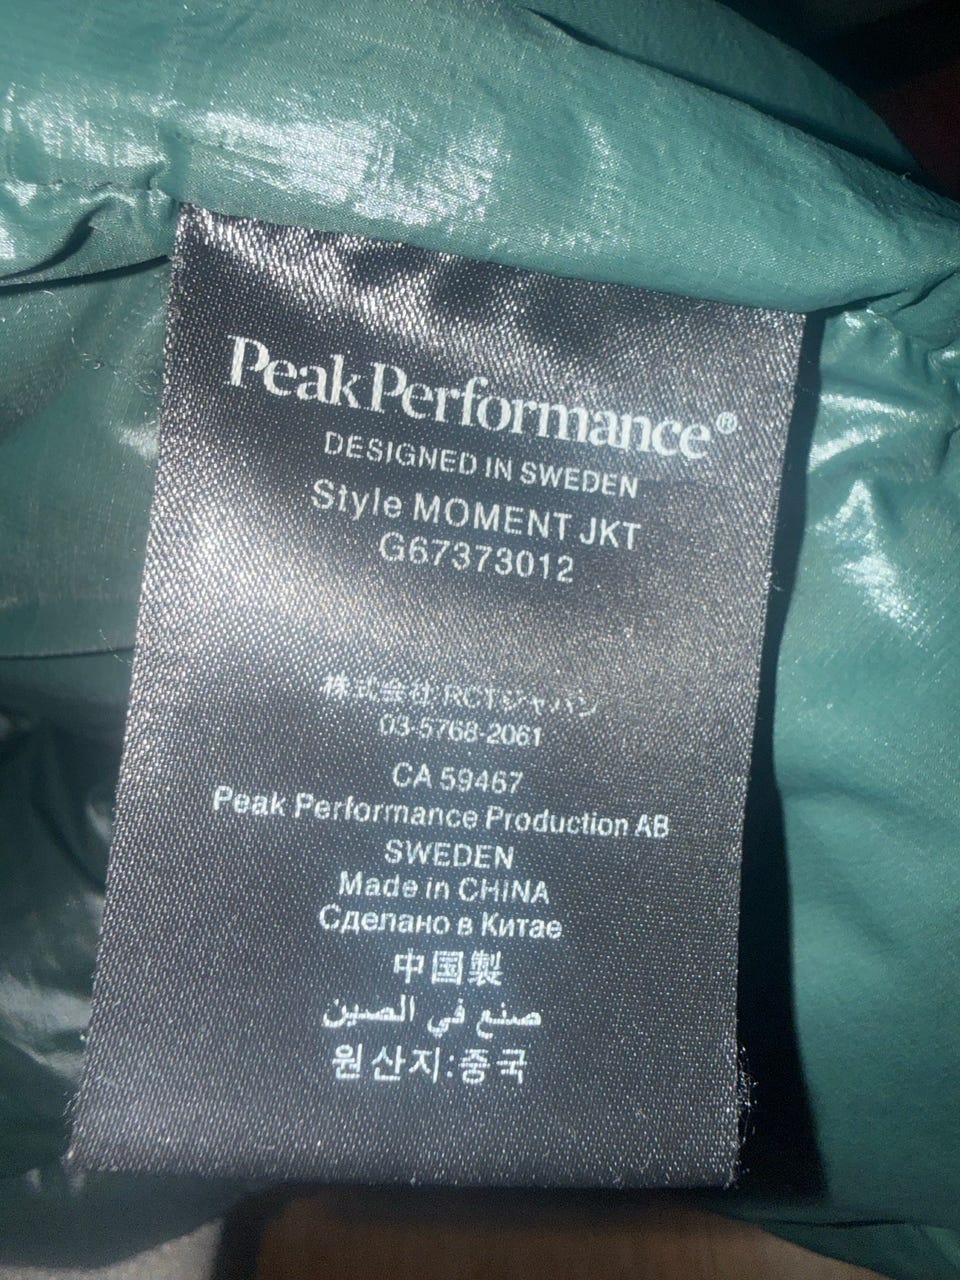 Peak Performance®
DESIGNED IN SWEDEN
Style MOMENT JKT
G67373012
株式会社 RCTジャパン
03-5768-2061
CA 59467
Peak Performance Production AB
SWEDEN
Made in CHINA
Сделано в Китае
中国製
صنع في الصين
원산지:중국